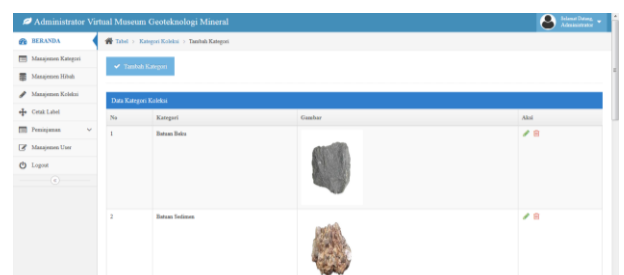 Administrator Virtual Museum Geoteknologi Mineral
Selamat Datang,
Administrator
BERANDA
Tabel > Kategori Koleksi > Tambah Kategori
Manajemen Kategori
Manajemen Hibah
Manajemen Koleksi
Cetak Label
Peminjaman
Manajemen User
Logout
Tambah Kategori
Data Kategori Koleksi
No Kategori Gambar Aksi
1 Batuan Beku
2 Batuan Sedimen